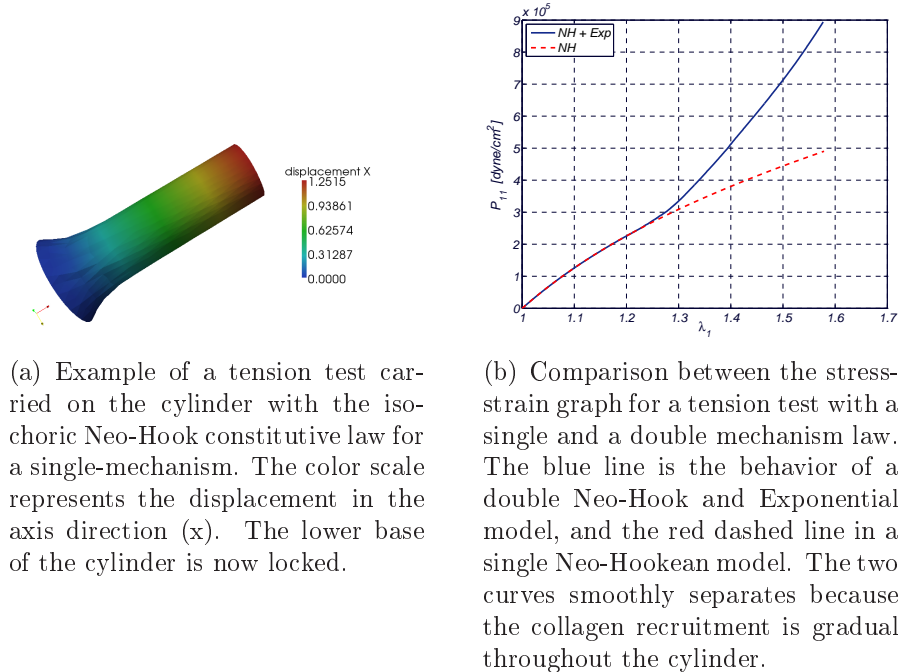 displacement X
1.2515
0.93861
0.62574
0.31287
0.0000
x 10⁵
9
8
7
6
5
4
3
2
1
0
P₁₁ [dyne/cm²]
NH + Exp
NH
1
1.1
1.2
1.3
1.4
1.5
1.6
1.7
λ₁
(a) Example of a tension test car-
ried on the cylinder with the iso-
choric Neo-Hook constitutive law for
a single-mechanism. The color scale
represents the displacement in the
axis direction (x). The lower base
of the cylinder is now locked.
(b) Comparison between the stress-
strain graph for a tension test with a
single and a double mechanism law.
The blue line is the behavior of a
double Neo-Hook and Exponential
model, and the red dashed line in a
single Neo-Hookean model. The two
curves smoothly separates because
the collagen recruitment is gradual
throughout the cylinder.